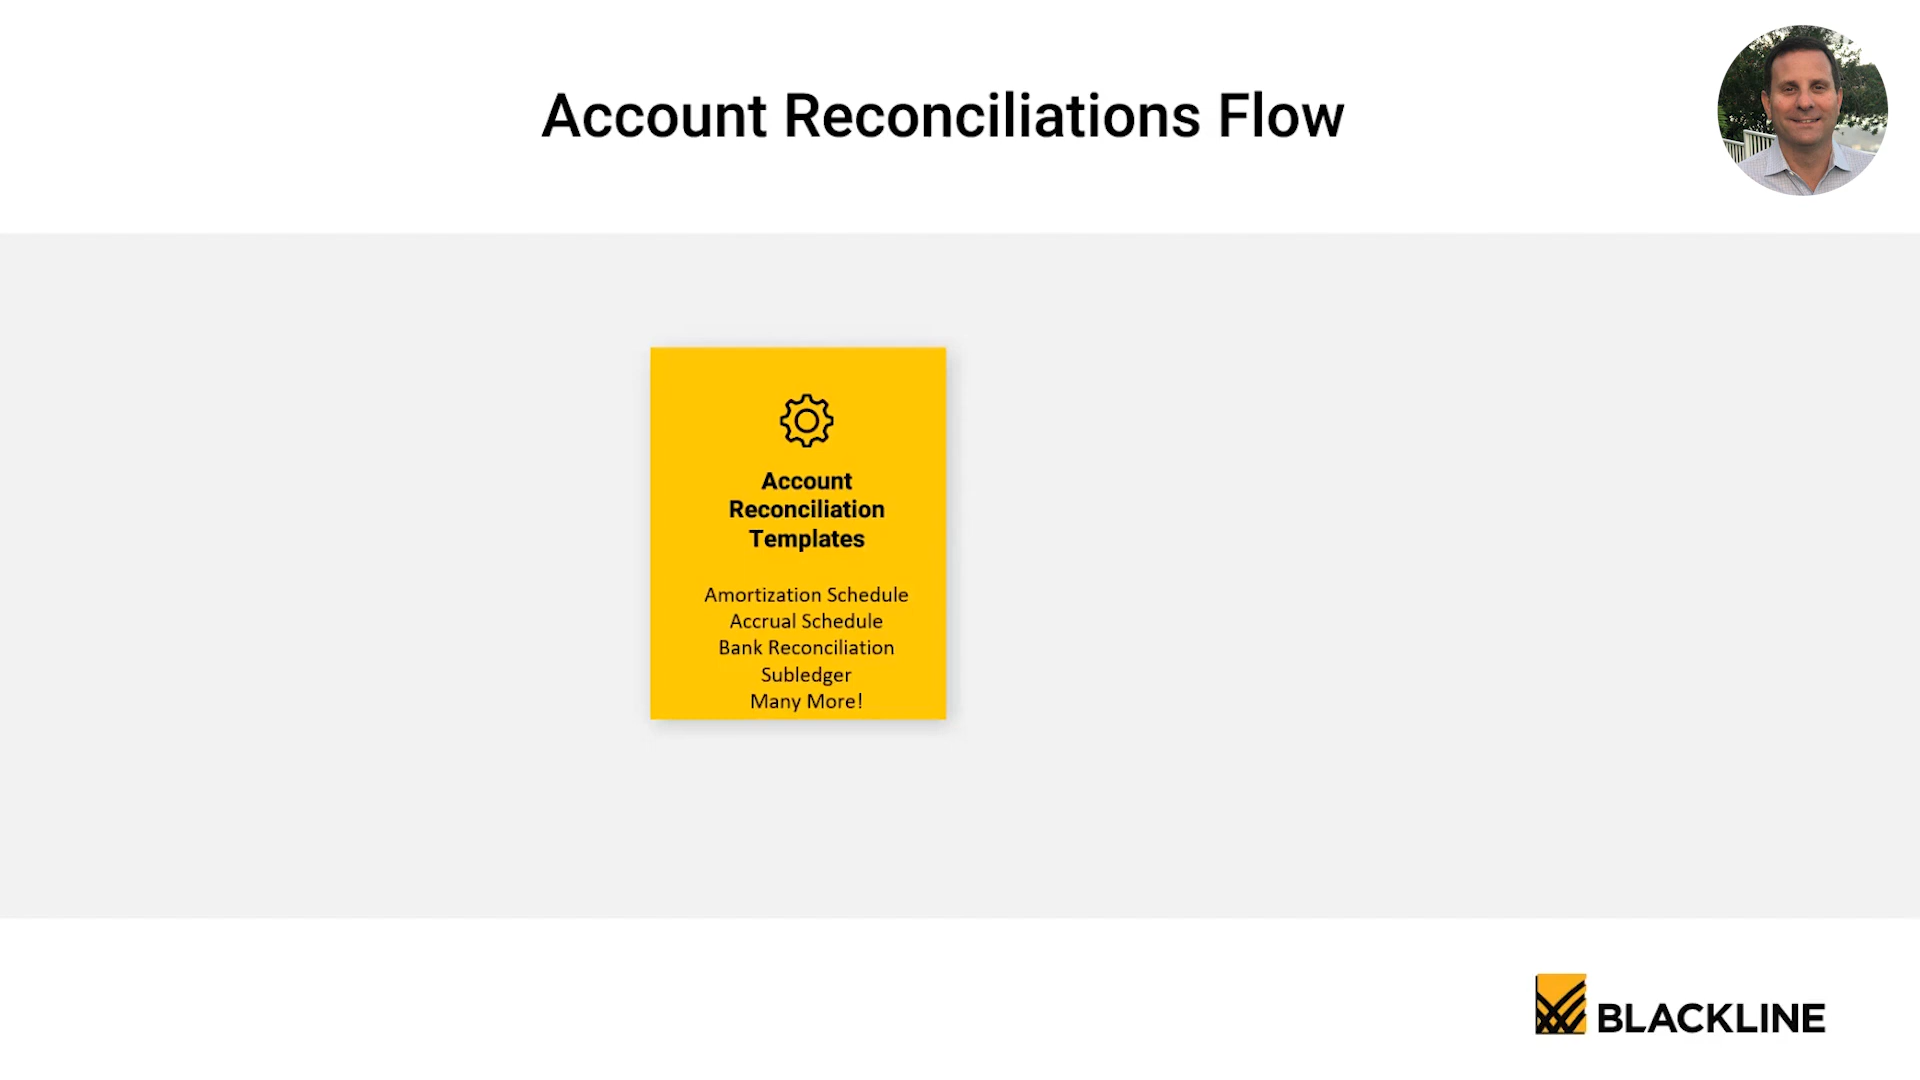 Account Reconciliations Flow
Account
Reconciliation
Templates
Amortization Schedule
Accrual Schedule
Bank Reconciliation
Subledger
Many More!
BLACKLINE